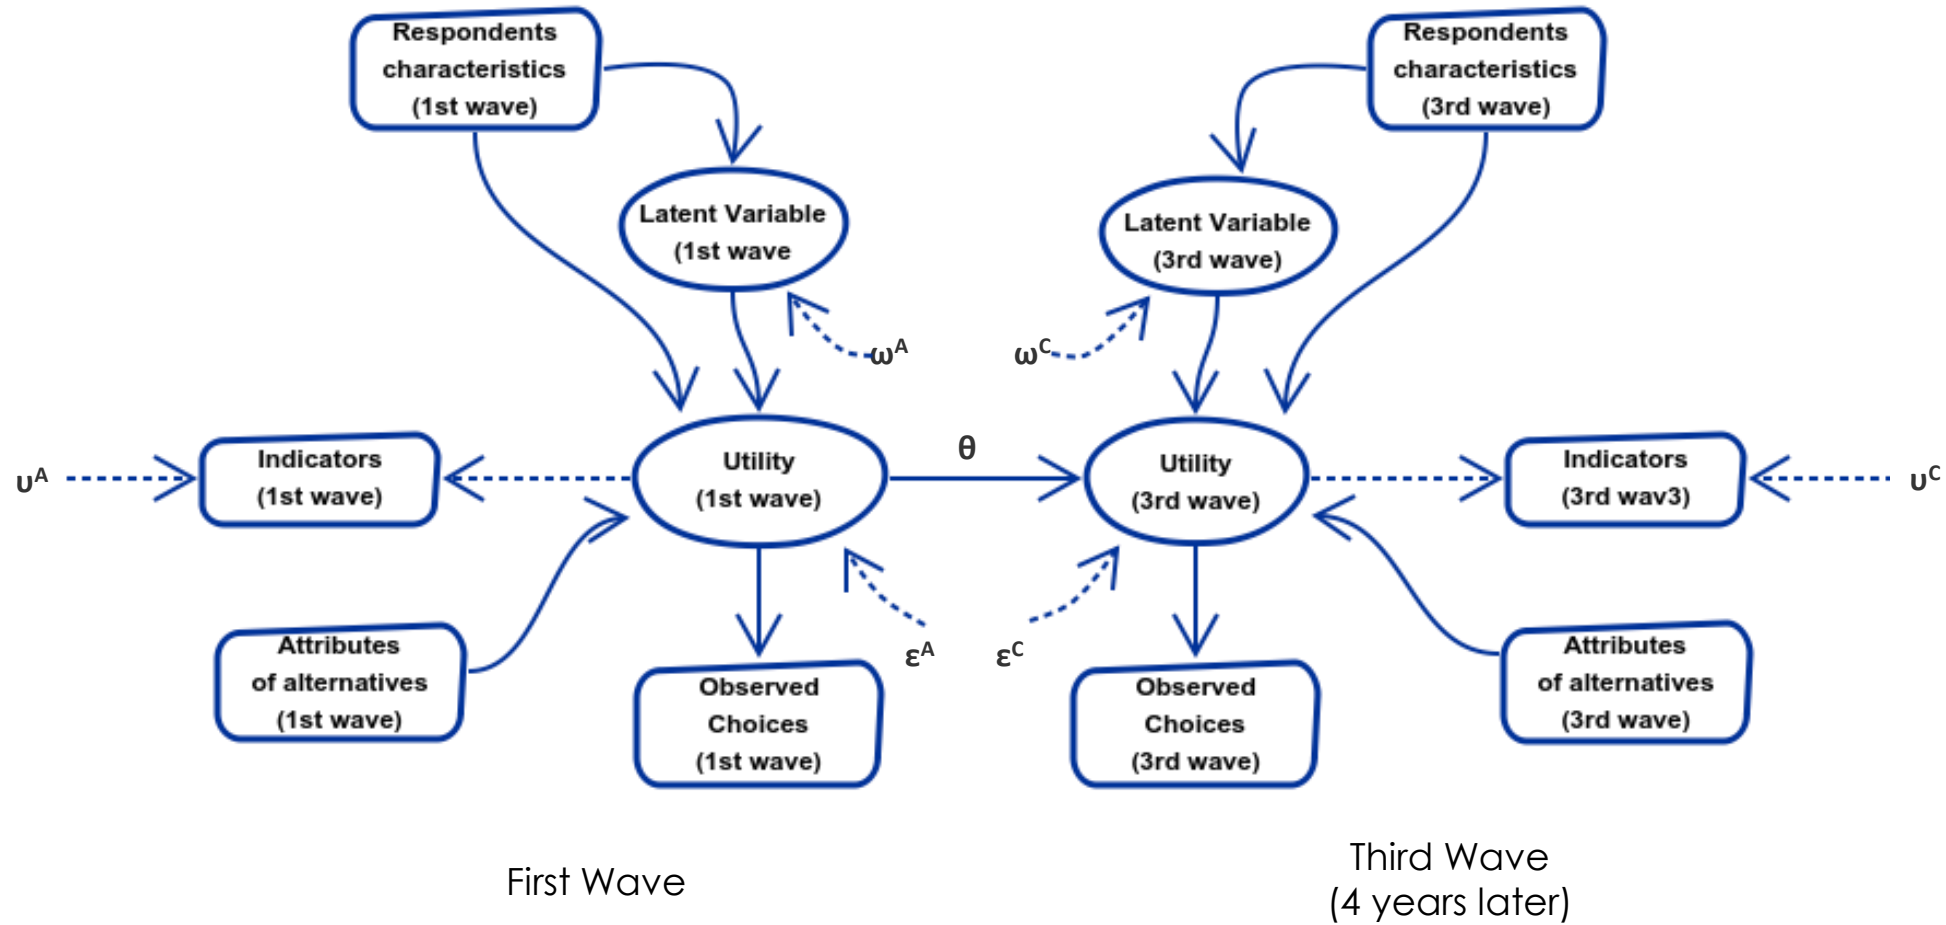 Respondents
characteristics
(1st wave)
Respondents
characteristics
(3rd wave)
Latent Variable
(1st wave
Latent Variable
(3rd wave)
ωA
ωC
υA
Indicators
(1st wave)
Utility
(1st wave)
θ
Utility
(3rd wave)
Indicators
(3rd wav3)
υC
Attributes
of alternatives
(1st wave)
εA
εC
Attributes
of alternatives
(3rd wave)
Observed
Choices
(1st wave)
Observed
Choices
(3rd wave)
First Wave
Third Wave
(4 years later)